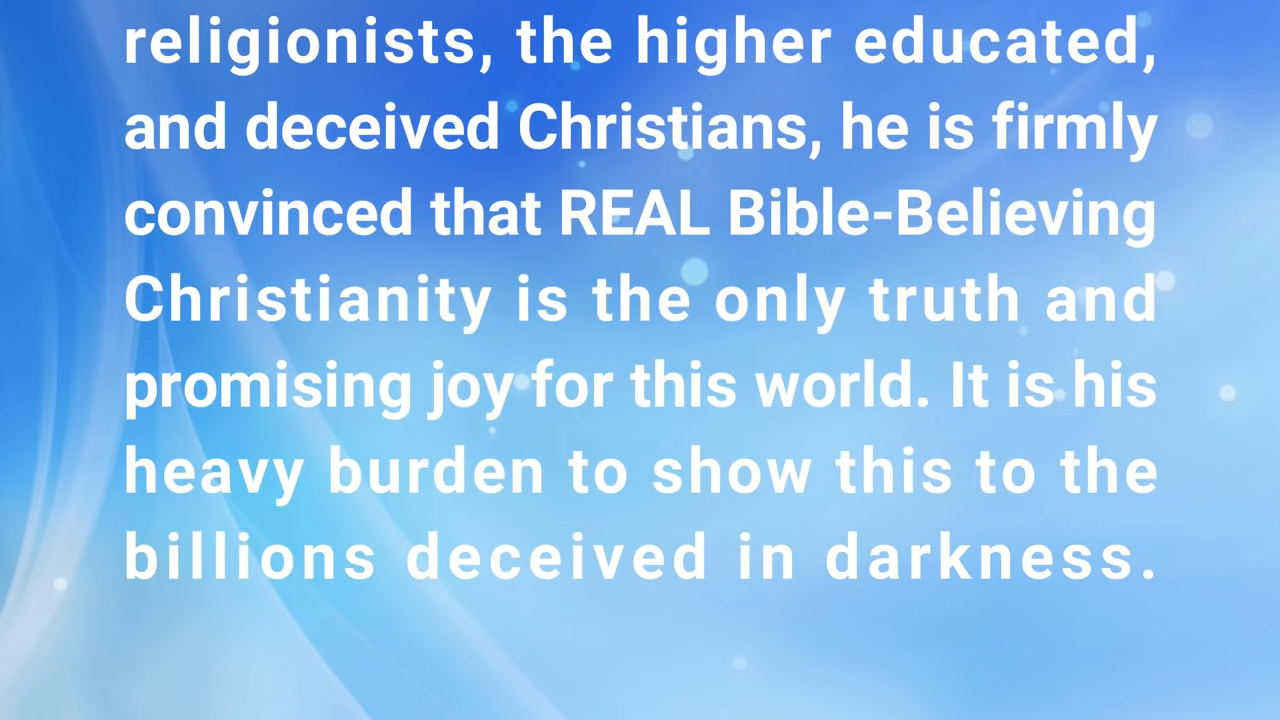 religionists, the higher educated,
and deceived Christians, he is firmly
convinced that REAL Bible-Believing
Christianity is the only truth and
promising joy for this world. It is his
heavy burden to show this to the
billions deceived in darkness.